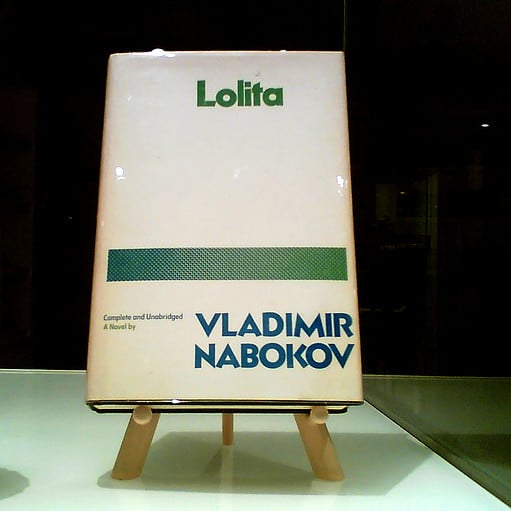 Lolita
Complete and Unabridged
A Novel by
VLADIMIR
NABOKOV